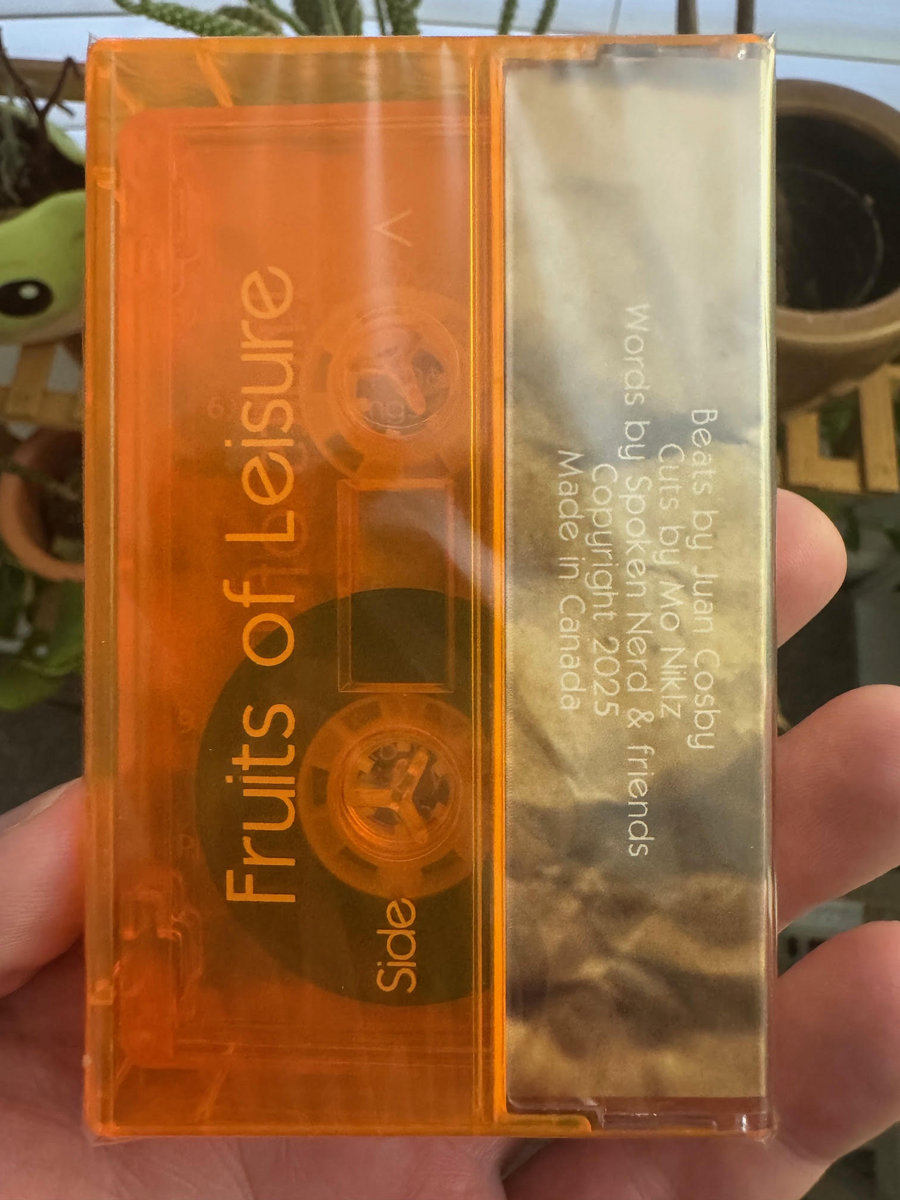 Fruits of Leisure
Side
Beats by Juan Cosby
Cuts by Mo Niklz
Words by Spoken Nerd & friends
Copyright 2025
Made in Canada